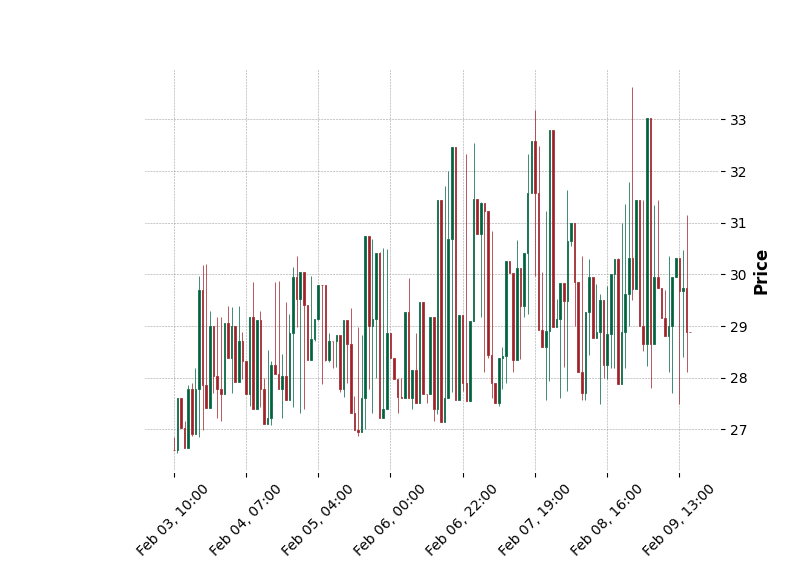 33
32
31
30
29
28
27
Price
Feb 03, 10:00
Feb 04, 07:00
Feb 05, 04:00
Feb 06, 00:00
Feb 06, 22:00
Feb 07, 19:00
Feb 08, 16:00
Feb 09, 13:00